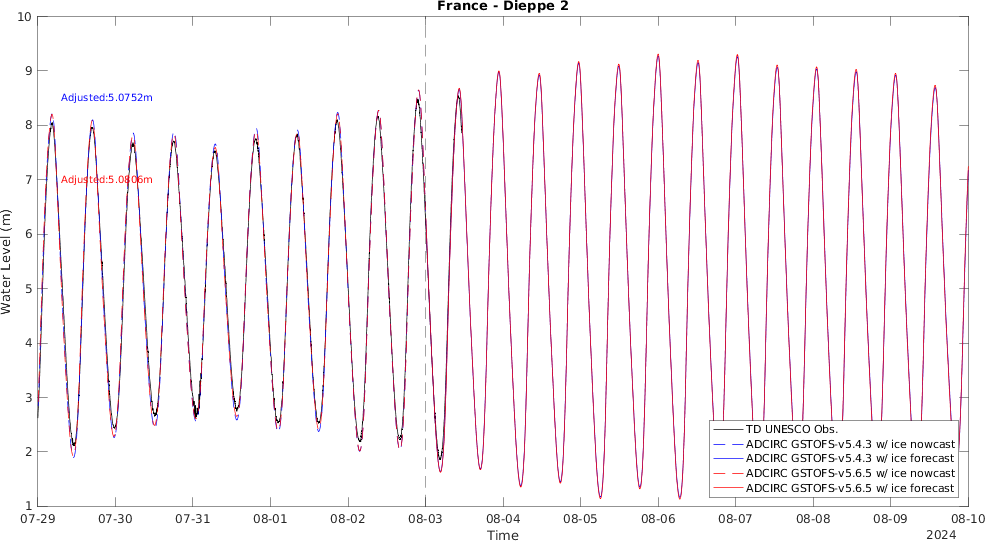 France - Dieppe 2
10
9
8
7
6
5
4
3
2
1
Water Level (m)
Adjusted:5.0752m
Adjusted:5.0806m
TD UNESCO Obs.
ADCIRC GSTOFS-v5.4.3 w/ ice nowcast
ADCIRC GSTOFS-v5.4.3 w/ ice forecast
ADCIRC GSTOFS-v5.6.5 w/ ice nowcast
ADCIRC GSTOFS-v5.6.5 w/ ice forecast
07-29 07-30 07-31 08-01 08-02 08-03 08-04 08-05 08-06 08-07 08-08 08-09 08-10
Time
2024